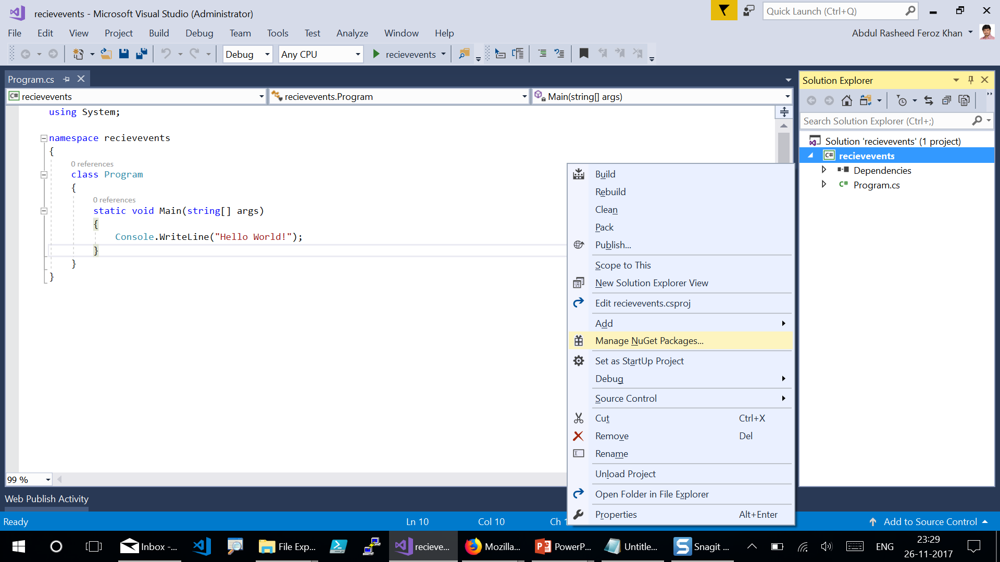 recievevents - Microsoft Visual Studio (Administrator)
Quick Launch (Ctrl+Q)
File Edit View Project Build Debug Team Tools Test Analyze Window Help
Abdul Rasheed Feroz Khan
Debug Any CPU recievevents
Program.cs
recievevents recievevents.Program Main(string[] args)
using System;
namespace recievevents
{
0 references
class Program
{
0 references
static void Main(string[] args)
{
Console.WriteLine("Hello World!");
}
}
}
99 %
Build
Rebuild
Clean
Pack
Publish...
Scope to This
New Solution Explorer View
Edit recievevents.csproj
Add
Manage NuGet Packages...
Set as StartUp Project
Debug
Source Control
Cut Ctrl+X
Remove Del
Rename
Unload Project
Open Folder in File Explorer
Properties Alt+Enter
Solution Explorer
Search Solution Explorer (Ctrl+;)
Solution 'recievevents' (1 project)
C# recievevents
Dependencies
C# Program.cs
Web Publish Activity
Ready Ln 10 Col 10 Ch 1 Add to Source Control
Inbox -... File Exp... recieve... Mozilla... PowerP... Untitle... Snagit ... ENG
23:29
26-11-2017